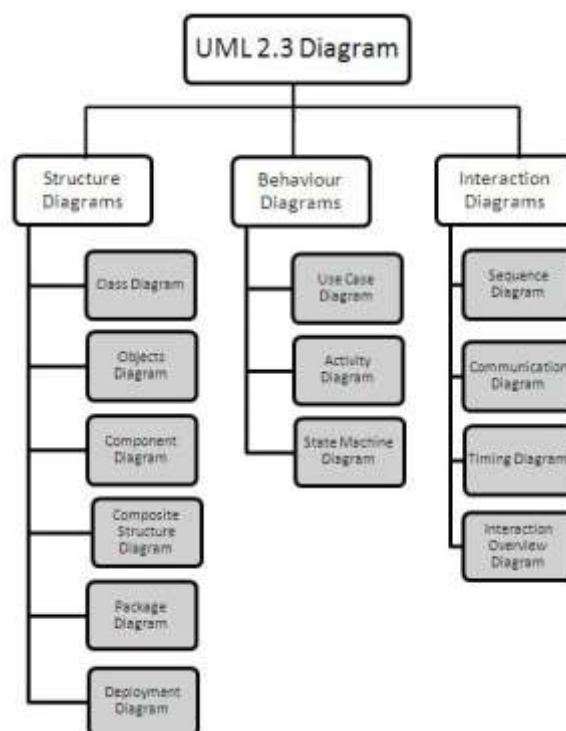 UML 2.3 Diagram
Structure
Diagrams
Behaviour
Diagrams
Interaction
Diagrams
Class Diagram
Objects
Diagram
Component
Diagram
Composite
Structure
Diagram
Package
Diagram
Deployment
Diagram
Use Case
Diagram
Activity
Diagram
State Machine
Diagram
Sequence
Diagram
Communication
Diagram
Timing Diagram
Interaction
Overview
Diagram